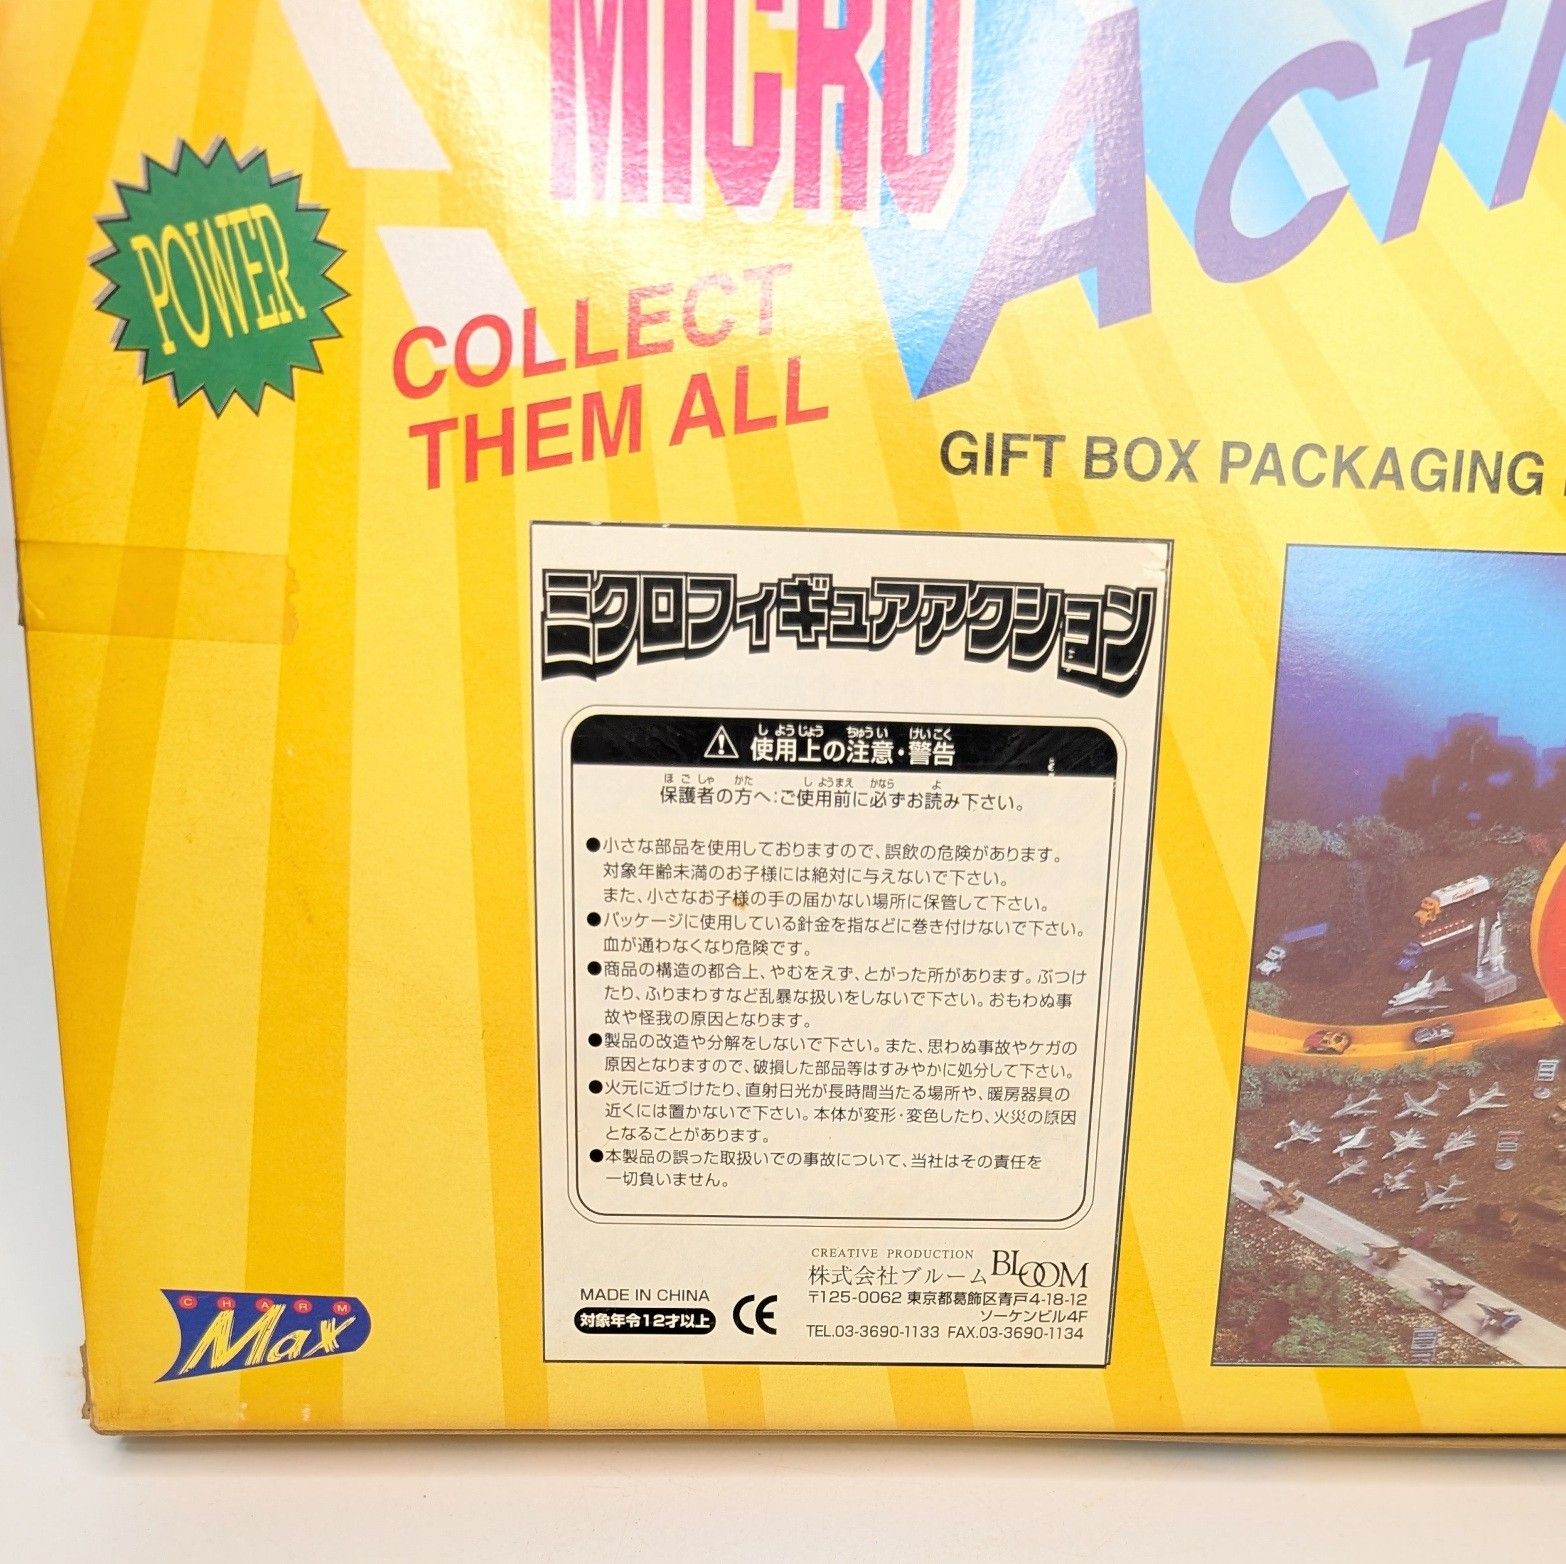 MICRO
ACTI
POWER
COLLECT
THEM ALL
GIFT BOX PACKAGING
ミクロフィギュアアクション
しようじょう ちゅうい けいこく
使用上の注意・警告
ほごしゃ かた しようまえ かなら よ
保護者の方へ:ご使用前に必ずお読み下さい。
●小さな部品を使用しておりますので、誤飲の危険があります。
対象年齢未満のお子様には絶対に与えないで下さい。
また、小さなお子様の手の届かない場所に保管して下さい。
●パッケージに使用している針金を指などに巻き付けないで下さい。
血が通わなくなり危険です。
●商品の構造の都合上、やむをえず、とがった所があります。ぶつけ
たり、ふりまわすなど乱暴な扱いをしないで下さい。おもわぬ事
故や怪我の原因となります。
●製品の改造や分解をしないで下さい。また、思わぬ事故やケガの
原因となりますので、破損した部品等はすみやかに処分して下さい。
●火元に近づけたり、直射日光が長時間当たる場所や、暖房器具の
近くには置かないで下さい。本体が変形・変色したり、火災の原因
となることがあります。
●本製品の誤った取扱いでの事故について、当社はその責任を
一切負いません。
MADE IN CHINA
対象年令12才以上
CE
CREATIVE PRODUCTION
株式会社ブルーム BLOOM
〒125-0062 東京都葛飾区青戸4-18-12
ソーケンビル4F
TEL.03-3690-1133 FAX.03-3690-1134
CHARM
Max